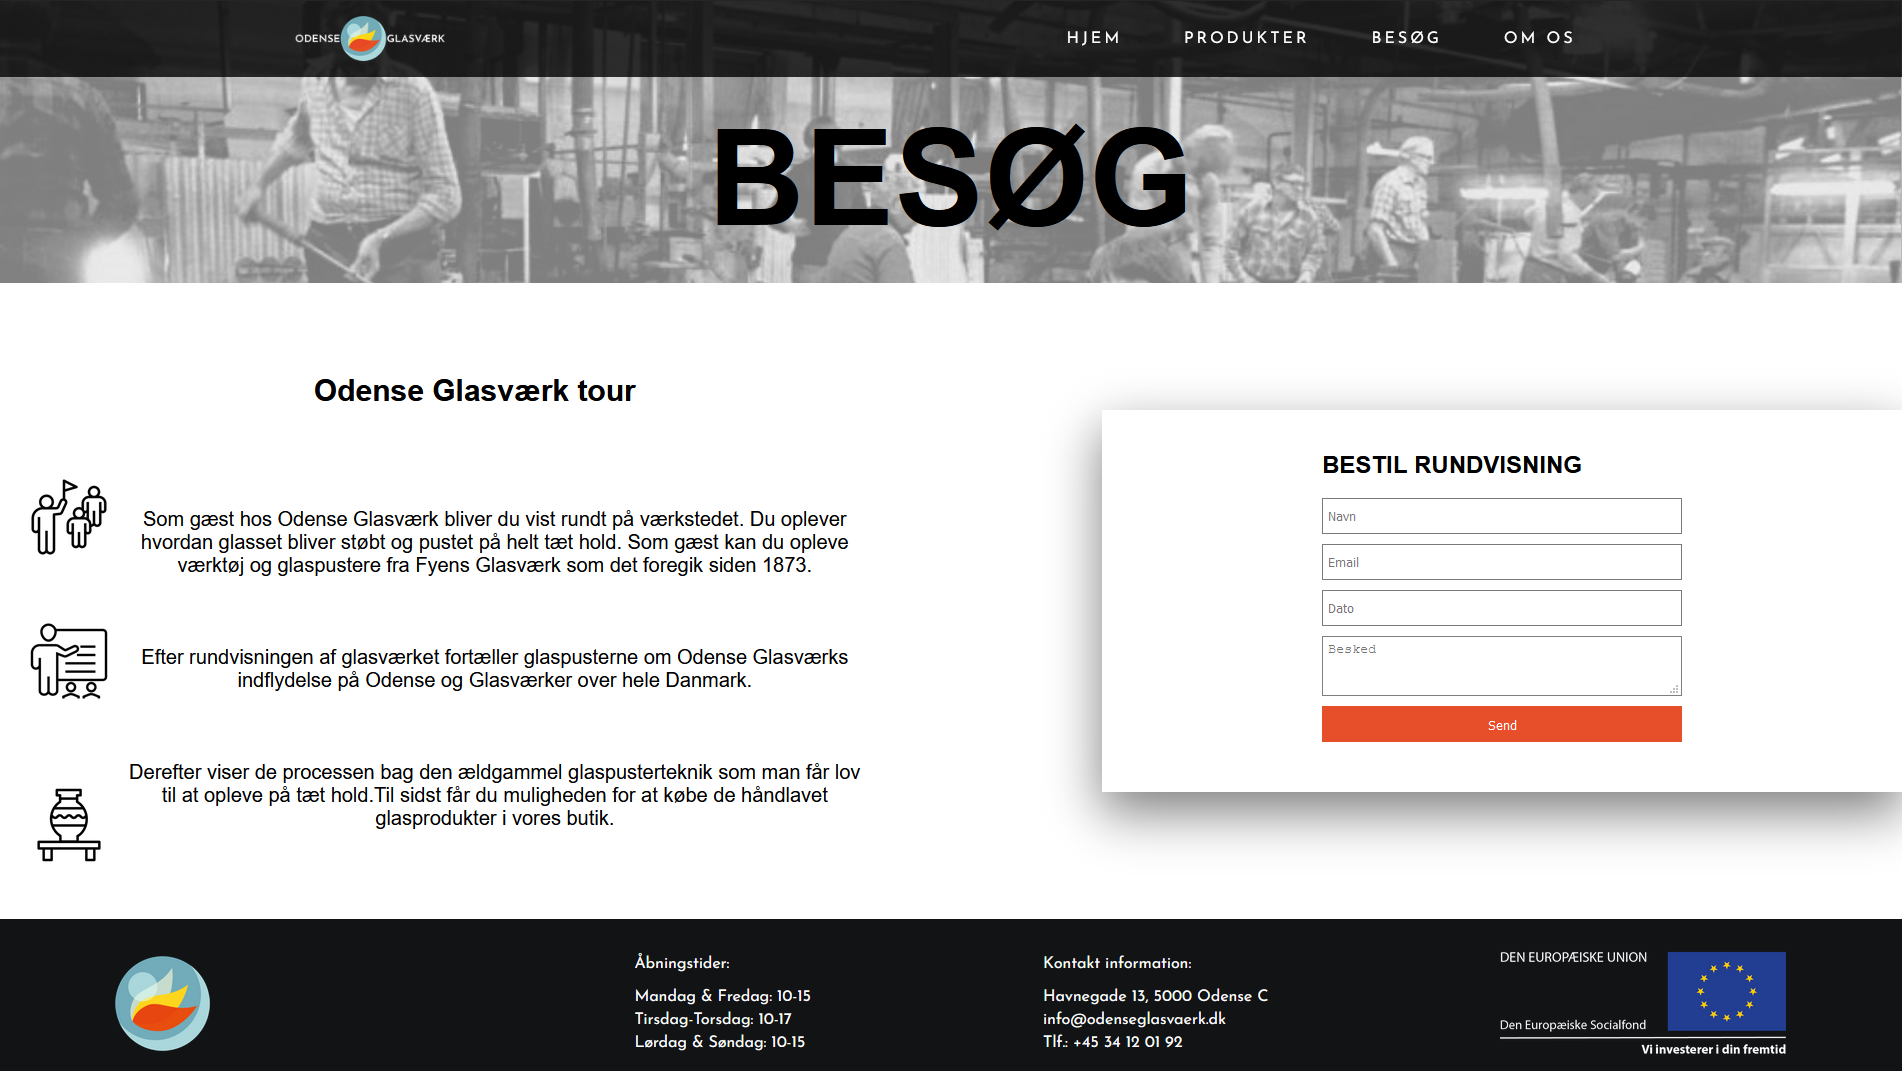 ODENSE GLASVÆRK
HJEM
PRODUKTER
BESØG
OM OS
BESØG
Odense Glasværk tour
Som gæst hos Odense Glasværk bliver du vist rundt på værkstedet. Du oplever
hvordan glasset bliver støbt og pustet på helt tæt hold. Som gæst kan du opleve
værktøj og glaspustere fra Fyens Glasværk som det foregik siden 1873.
Efter rundvisningen af glasværket fortæller glaspusterne om Odense Glasværks
indflydelse på Odense og Glasværker over hele Danmark.
Derefter viser de processen bag den ældgammel glaspusterteknik som man får lov
til at opleve på tæt hold.Til sidst får du muligheden for at købe de håndlavet
glasprodukter i vores butik.
BESTIL RUNDVISNING
Navn
Email
Dato
Besked
Send
Åbningstider:
Mandag & Fredag: 10-15
Tirsdag-Torsdag: 10-17
Lørdag & Søndag: 10-15
Kontakt information:
Havnegade 13, 5000 Odense C
info@odenseglasvaerk.dk
Tlf.: +45 34 12 01 92
DEN EUROPÆISKE UNION
Den Europæiske Socialfond
Vi investerer i din fremtid